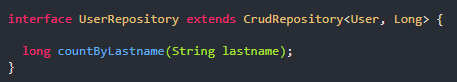 interface UserRepository extends CrudRepository<User, Long> {
long countByLastname(String lastname);
}